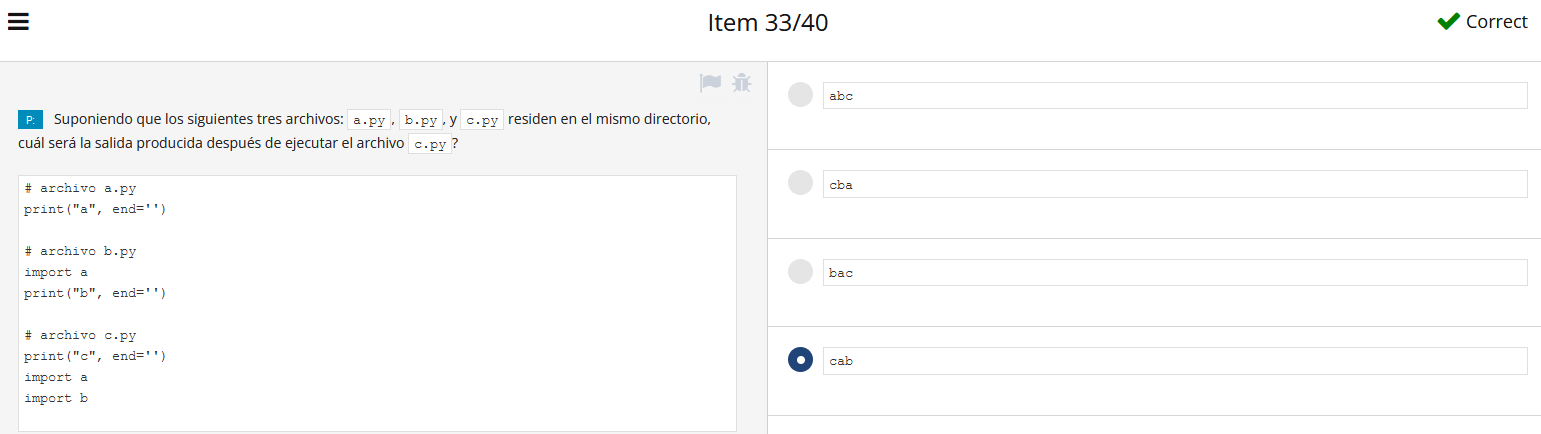 Item 33/40
Correct
P: Suponiendo que los siguientes tres archivos: a.py, b.py, y c.py residen en el mismo directorio,
cuál será la salida producida después de ejecutar el archivo c.py?
# archivo a.py
print("a", end='')
# archivo b.py
import a
print("b", end='')
# archivo c.py
print("c", end='')
import a
import b
abc
cba
bac
cab